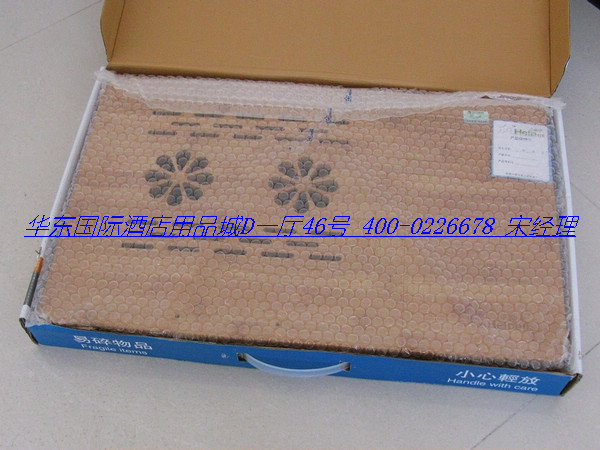 华东国际酒店用品城D一厅46号 400-0226678 宋经理
易碎物品
Fragile items
小心輕放
Handle with care